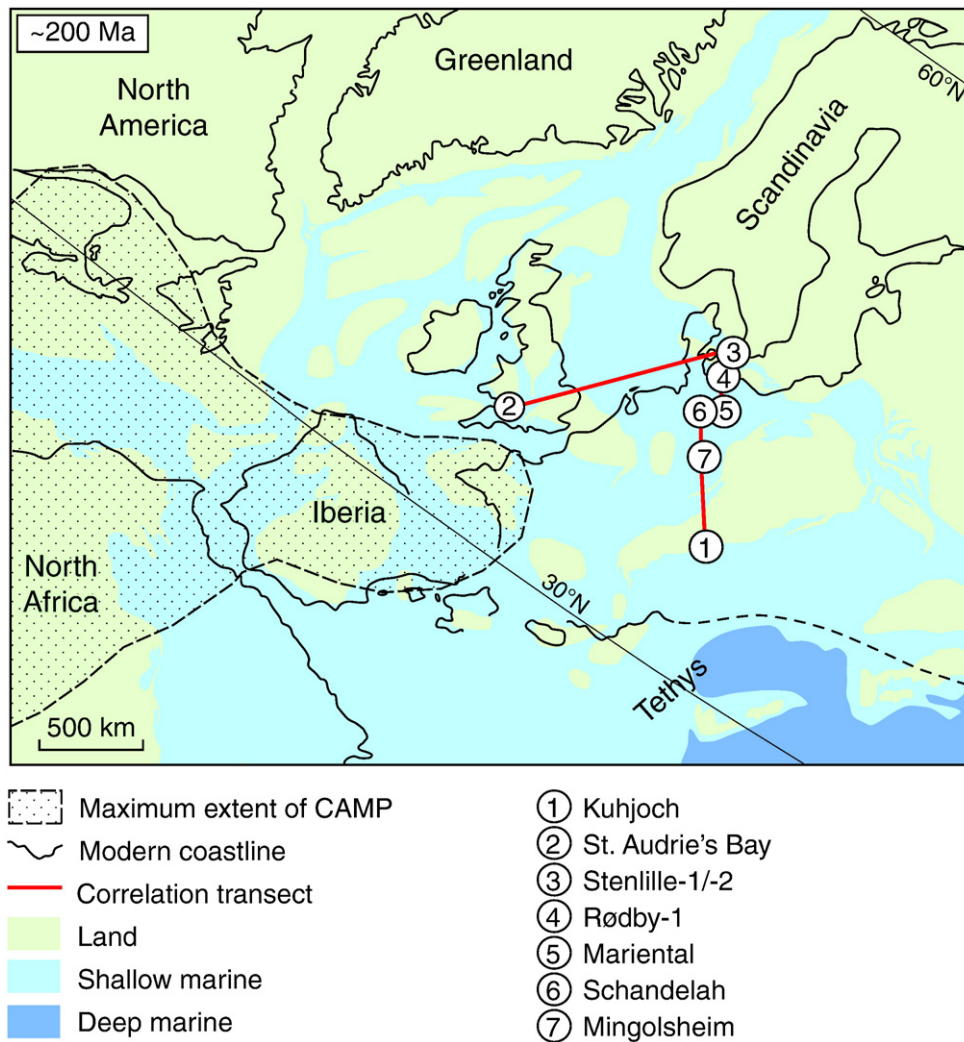 ~200 Ma
North
America
Greenland
60°N
Scandinavia
3
4
2
6
5
7
Iberia
1
North
Africa
30°N
Tethys
500 km
Maximum extent of CAMP
Modern coastline
Correlation transect
Land
Shallow marine
Deep marine
1 Kuhjoch
2 St. Audrie's Bay
3 Stenlille-1/-2
4 Rødby-1
5 Mariental
6 Schandelah
7 Mingolsheim